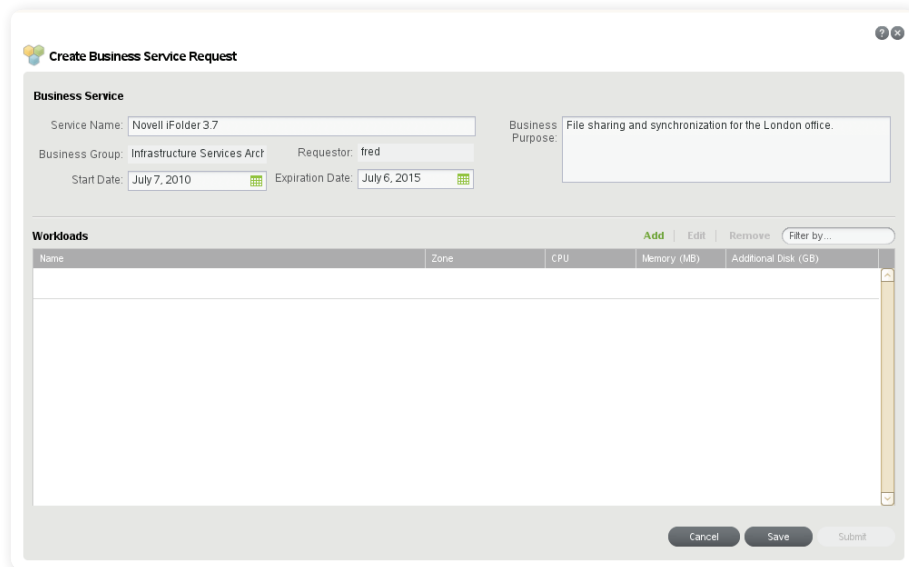 Create Business Service Request
Business Service
Service Name: Novell iFolder 3.7
Business Group: Infrastructure Services Arch
Requestor: fred
Start Date: July 7, 2010
Expiration Date: July 6, 2015
Business Purpose: File sharing and synchronization for the London office.
Workloads
Add | Edit | Remove Filter by...
Name Zone CPU Memory (MB) Additional Disk (GB)
Cancel Save Submit